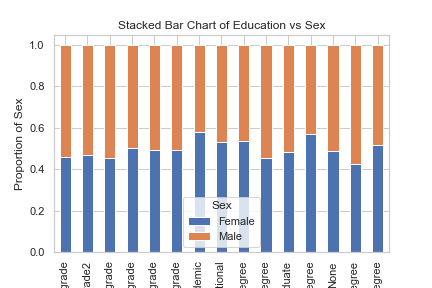 Stacked Bar Chart of Education vs Sex
Proportion of Sex
1.0
0.8
0.6
0.4
0.2
0.0
Sex
Female
Male
grade
rade2
grade
grade
grade
grade
demic
tional
egree
egree
duate
egree
None
egree
egree